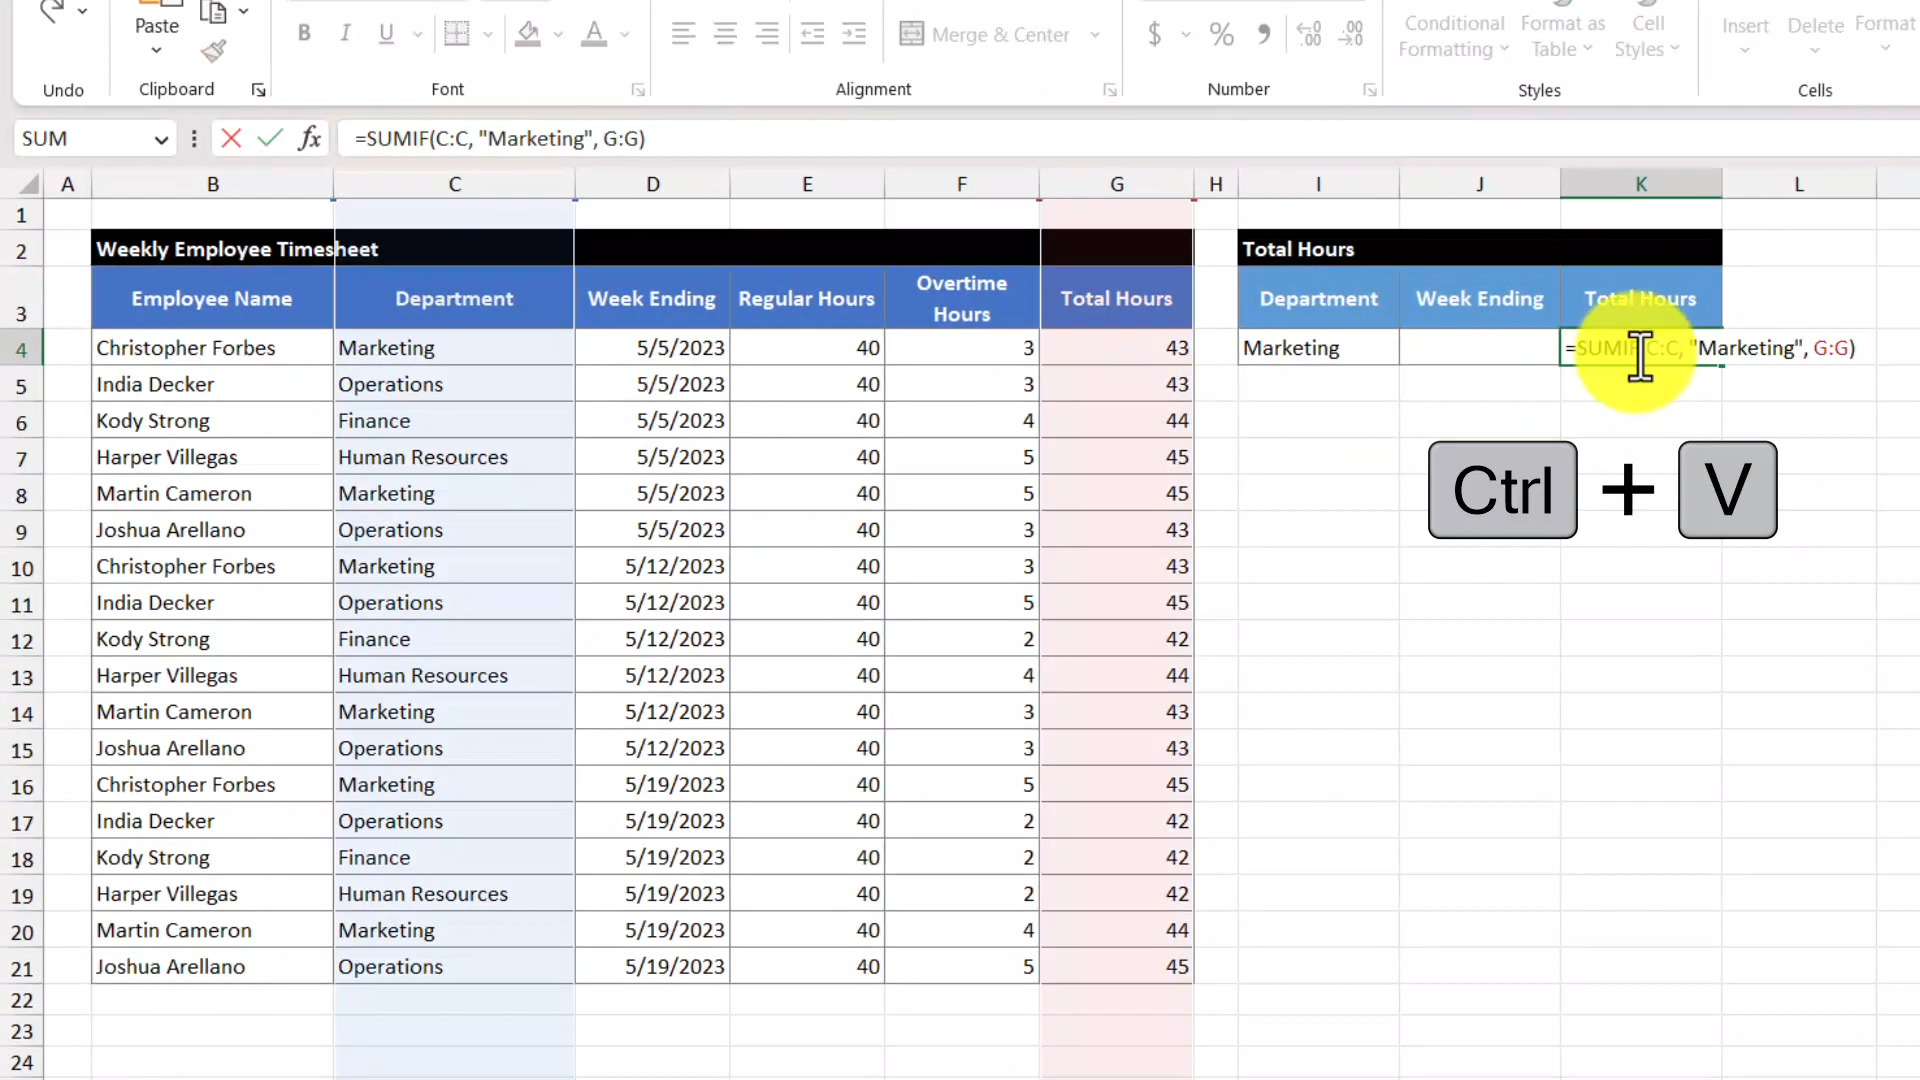 Paste
B I U A
$ % 9 .00 .00
Merge & Center
Conditional Formatting
Format as Table
Cell Styles
Insert Delete Format
Undo Clipboard Font Alignment Number Styles Cells
SUM fx =SUMIF(C:C, "Marketing", G:G)
A B C D E F G H I J K L
1
2 Weekly Employee Timesheet Total Hours
3 Employee Name Department Week Ending Regular Hours Overtime Hours Total Hours Department Week Ending Total Hours
4 Christopher Forbes Marketing 5/5/2023 40 3 43 Marketing =SUMIF(C:C, "Marketing", G:G)
5 India Decker Operations 5/5/2023 40 3 43
6 Kody Strong Finance 5/5/2023 40 4 44
7 Harper Villegas Human Resources 5/5/2023 40 5 45
8 Martin Cameron Marketing 5/5/2023 40 5 45
Ctrl + V
9 Joshua Arellano Operations 5/5/2023 40 3 43
10 Christopher Forbes Marketing 5/12/2023 40 3 43
11 India Decker Operations 5/12/2023 40 5 45
12 Kody Strong Finance 5/12/2023 40 2 42
13 Harper Villegas Human Resources 5/12/2023 40 4 44
14 Martin Cameron Marketing 5/12/2023 40 3 43
15 Joshua Arellano Operations 5/12/2023 40 3 43
16 Christopher Forbes Marketing 5/19/2023 40 5 45
17 India Decker Operations 5/19/2023 40 2 42
18 Kody Strong Finance 5/19/2023 40 2 42
19 Harper Villegas Human Resources 5/19/2023 40 2 42
20 Martin Cameron Marketing 5/19/2023 40 4 44
21 Joshua Arellano Operations 5/19/2023 40 5 45
22
23
24